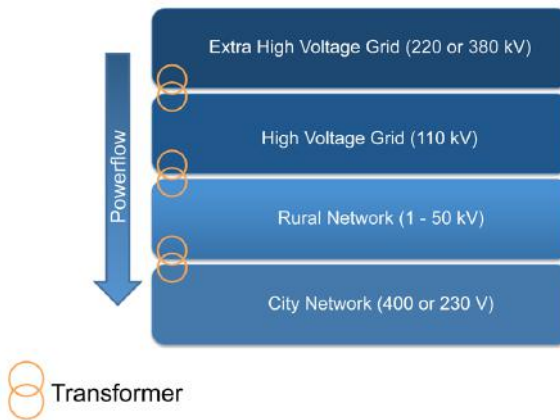 Extra High Voltage Grid (220 or 380 kV)
High Voltage Grid (110 kV)
Rural Network (1 - 50 kV)
City Network (400 or 230 V)
Powerflow
Transformer